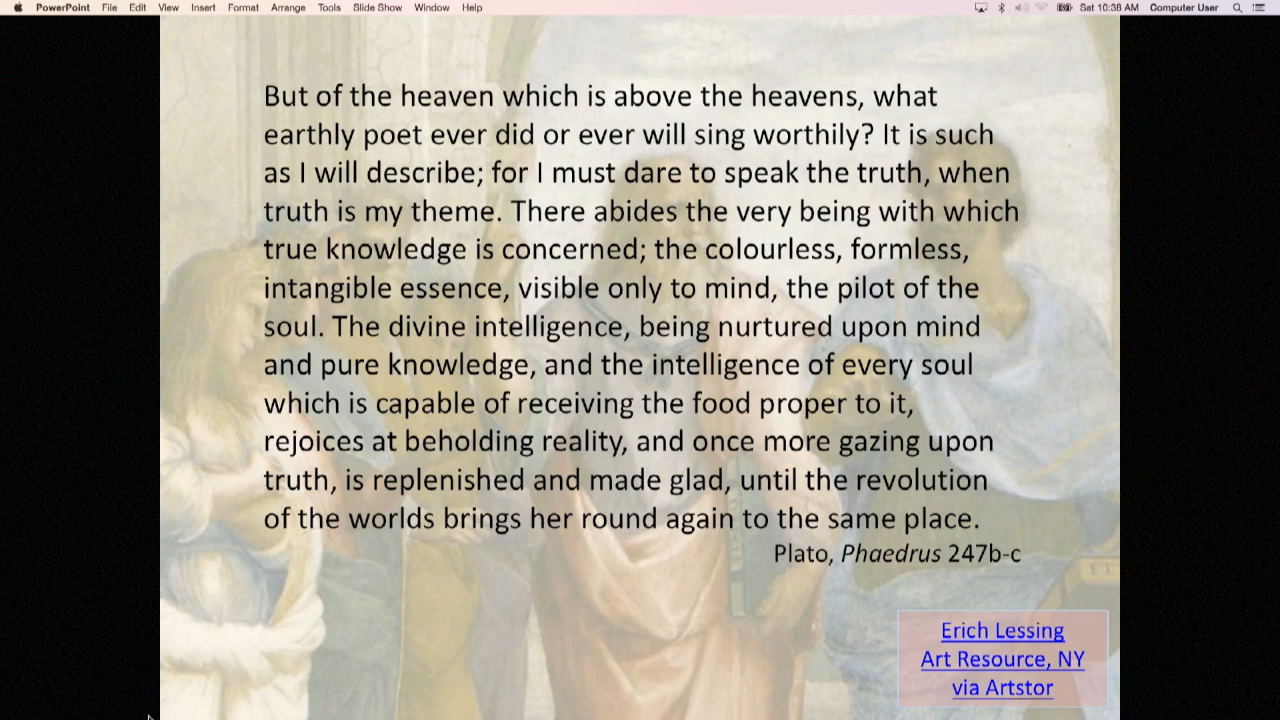 PowerPoint File Edit View Insert Format Arrange Tools Slide Show Window Help Sat 10:38 AM Computer User
But of the heaven which is above the heavens, what
earthly poet ever did or ever will sing worthily? It is such
as I will describe; for I must dare to speak the truth, when
truth is my theme. There abides the very being with which
true knowledge is concerned; the colourless, formless,
intangible essence, visible only to mind, the pilot of the
soul. The divine intelligence, being nurtured upon mind
and pure knowledge, and the intelligence of every soul
which is capable of receiving the food proper to it,
rejoices at beholding reality, and once more gazing upon
truth, is replenished and made glad, until the revolution
of the worlds brings her round again to the same place.
Plato, Phaedrus 247b-c
Erich Lessing
Art Resource, NY
via Artstor